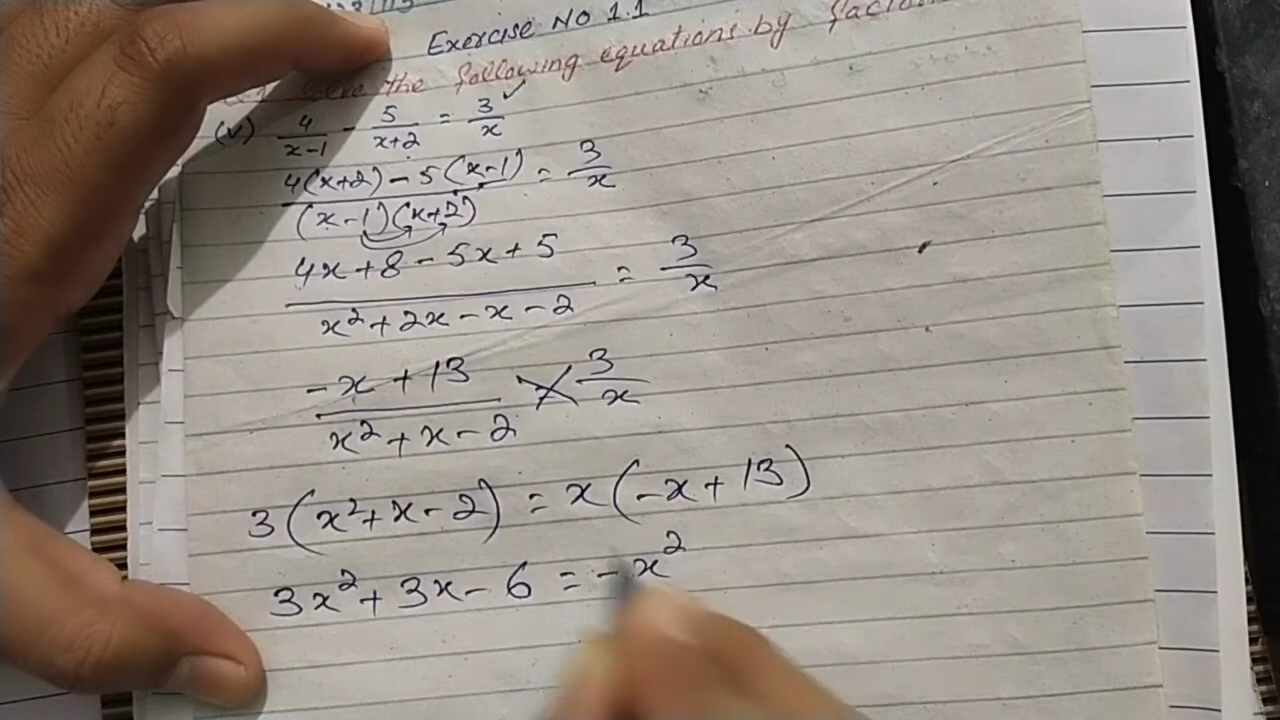 Exercise NO 1.1
the following equations by
(v) 4/(x-1) - 5/(x+2) = 3/x
(4(x+2) - 5(x-1))/((x-1)(x+2)) = 3/x
(4x+8-5x+5)/(x²+2x-x-2) = 3/x
(-x+13)/(x²+x-2) 3/x
3(x²+x-2) = x(-x+13)
3x²+3x-6 = -x²